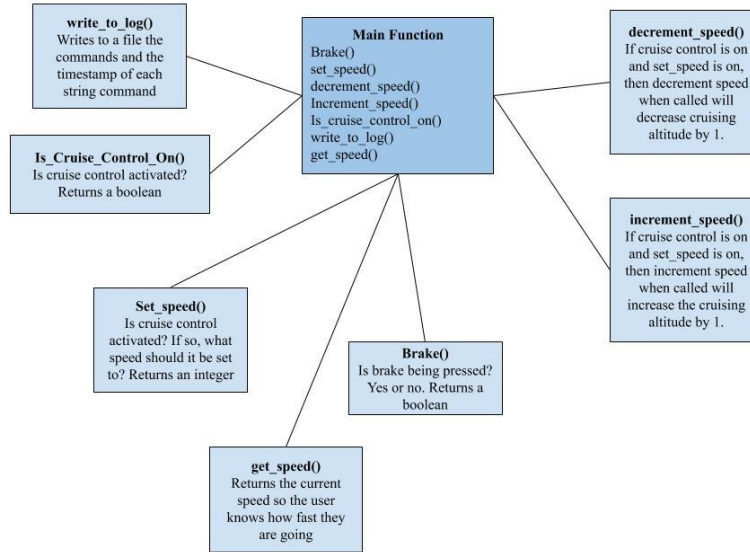 write_to_log()
Writes to a file the
commands and the
timestamp of each
string command
Main Function
Brake()
set_speed()
decrement_speed()
Increment_speed()
Is_cruise_control_on()
write_to_log()
get_speed()
decrement_speed()
If cruise control is on
and set_speed is on,
then decrement speed
when called will
decrease cruising
altitude by 1.
Is_Cruise_Control_On()
Is cruise control activated?
Returns a boolean
increment_speed()
If cruise control is on
and set_speed is on,
then increment speed
when called will
increase the cruising
altitude by 1.
Set_speed()
Is cruise control
activated? If so, what
speed should it be set
to? Returns an integer
Brake()
Is brake being pressed?
Yes or no. Returns a
boolean
get_speed()
Returns the current
speed so the user
knows how fast they
are going